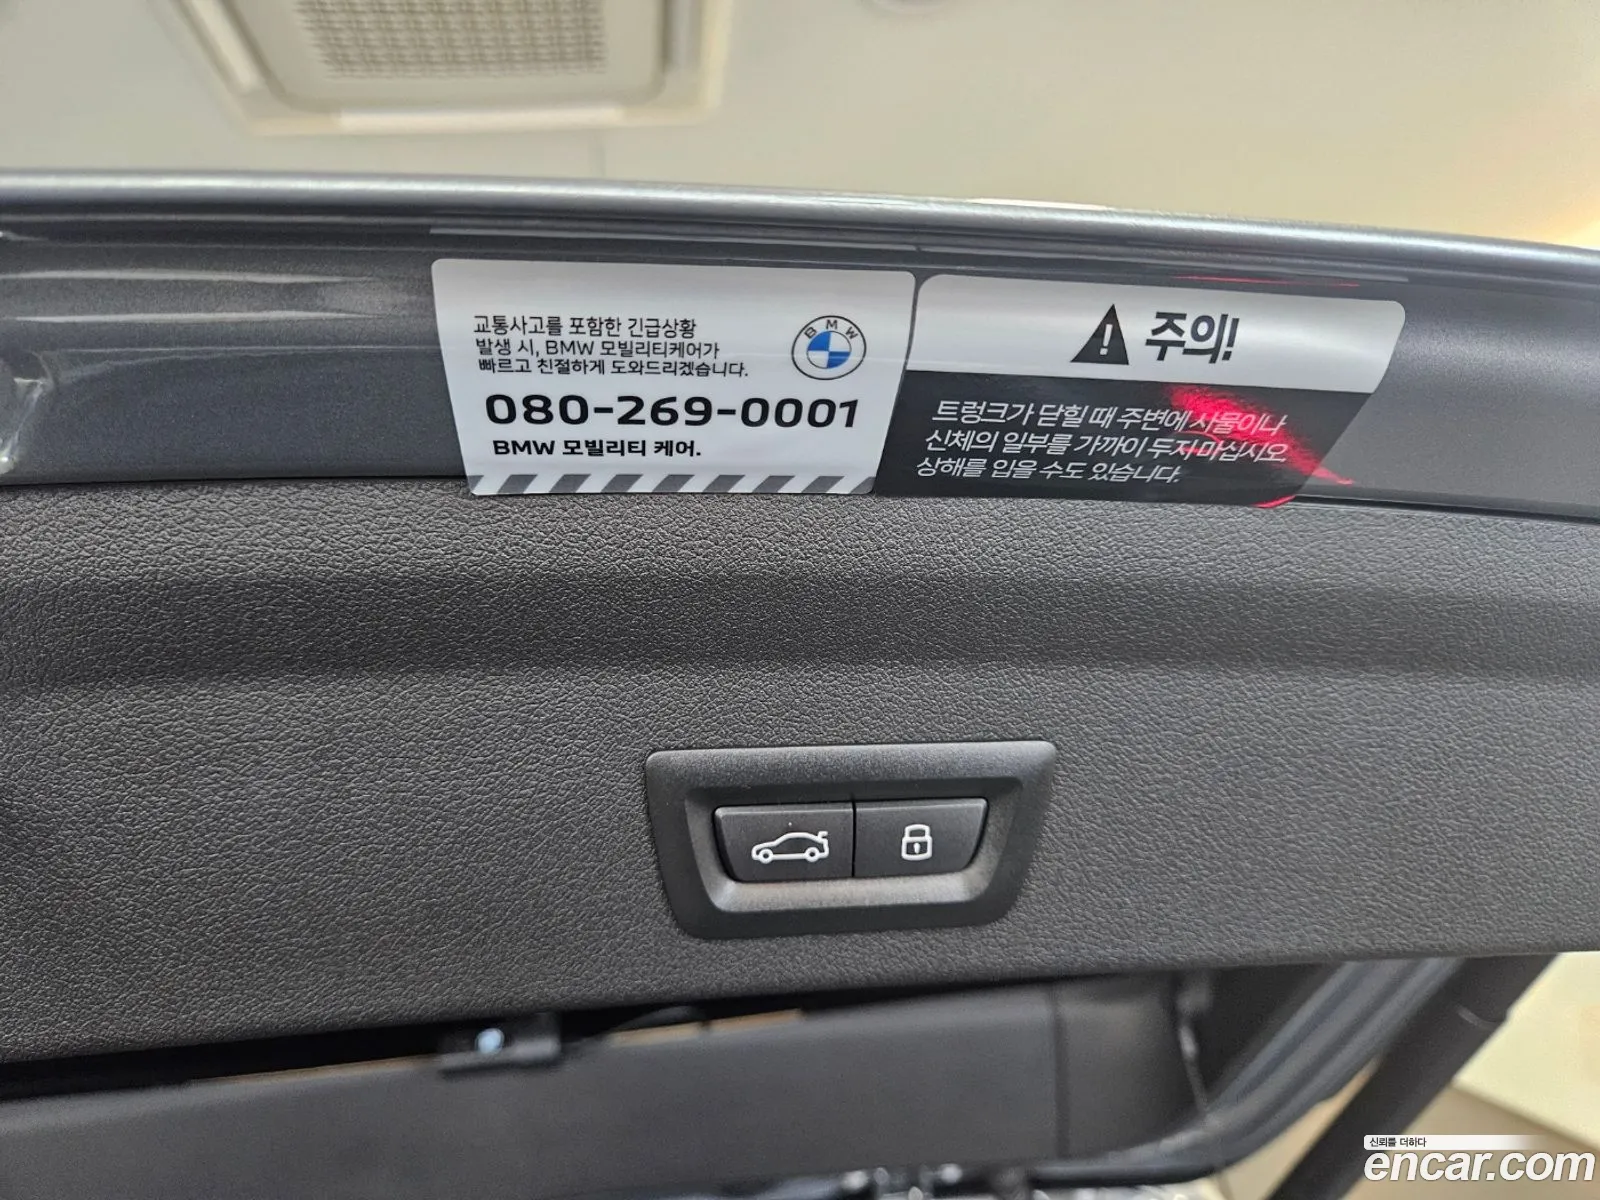 교통사고를 포함한 긴급상황
발생 시, BMW 모빌리티케어가
빠르고 친절하게 도와드리겠습니다.
BMW
080-269-0001
BMW 모빌리티 케어.
주의!
트렁크가 닫힐 때 주변에 사물이나
신체의 일부를 가까이 두지 마십시오.
상해를 입을 수도 있습니다.
신뢰를 더하다
encar.com